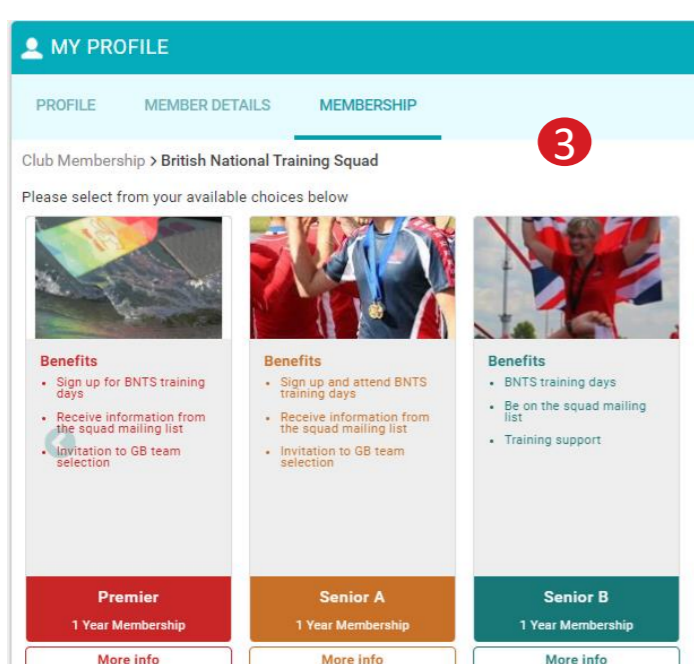 MY PROFILE
PROFILE MEMBER DETAILS MEMBERSHIP
3
Club Membership > British National Training Squad
Please select from your available choices below
Benefits
• Sign up for BNTS training
days
• Receive information from
the squad mailing list
• Invitation to GB team
selection
Premier
1 Year Membership
More info
Benefits
• Sign up and attend BNTS
training days
• Receive information from
the squad mailing list
• Invitation to GB team
selection
Senior A
1 Year Membership
More info
Benefits
• BNTS training days
• Be on the squad mailing
list
• Training support
Senior B
1 Year Membership
More info